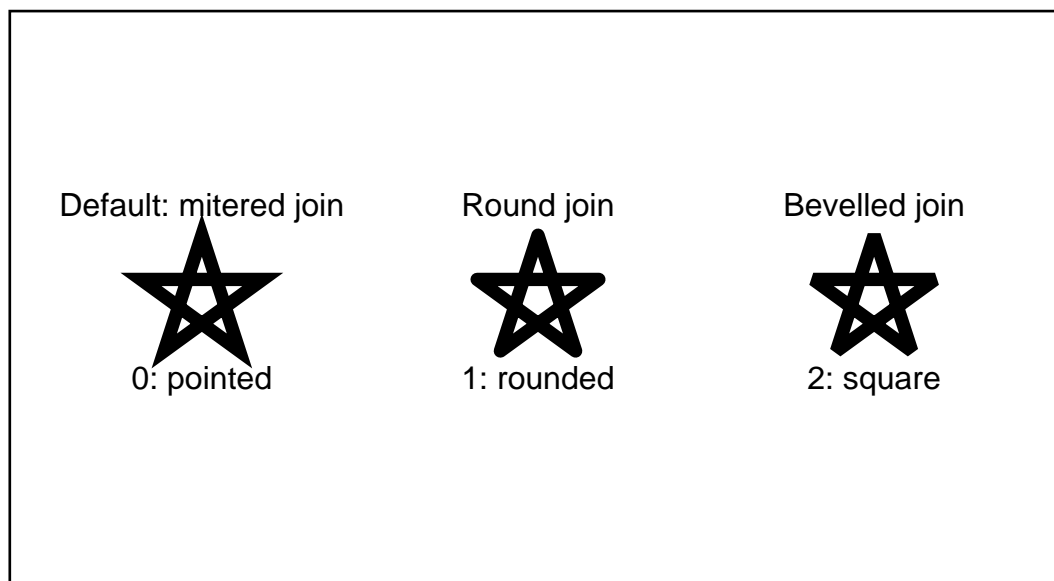 Default: mitered join
Round join
Bevelled join
0: pointed
1: rounded
2: square